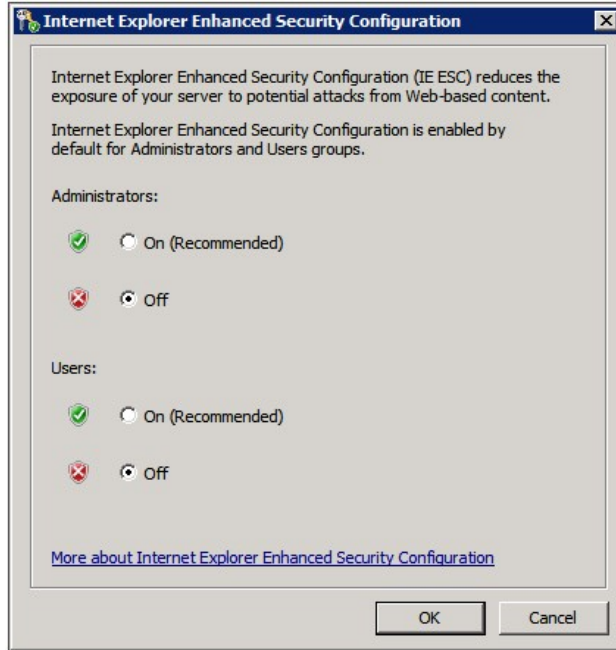 Internet Explorer Enhanced Security Configuration
Internet Explorer Enhanced Security Configuration (IE ESC) reduces the
exposure of your server to potential attacks from Web-based content.
Internet Explorer Enhanced Security Configuration is enabled by
default for Administrators and Users groups.
Administrators:
On (Recommended)
Off
Users:
On (Recommended)
Off
More about Internet Explorer Enhanced Security Configuration
OK
Cancel